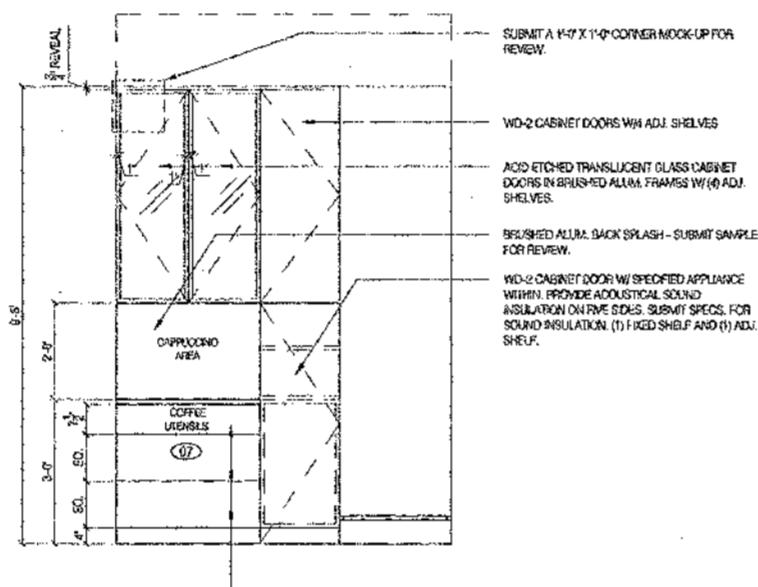 SUBMIT A 1'-0" X 1'-0" CORNER MOCK-UP FOR
REVIEW.
REVEAL
WD-2 CABINET DOORS W/4 ADJ. SHELVES
ACID ETCHED TRANSLUCENT GLASS CABINET
DOORS IN BRUSHED ALUM. FRAMES W/ (4) ADJ.
SHELVES.
BRUSHED ALUM. BACK SPLASH - SUBMIT SAMPLE
FOR REVIEW.
WD-2 CABINET DOOR W/ SPECIFIED APPLIANCE
WITHIN. PROVIDE ACOUSTICAL SOUND
INSULATION ON FIVE SIDES. SUBMIT SPECS. FOR
SOUND INSULATION. (1) FIXED SHELF AND (1) ADJ.
SHELF.
CAPPUCCINO
AREA
2'-0"
COFFEE
UTENSILS
07
7 1/2"
3'-0"
EQ.
EQ.
4"